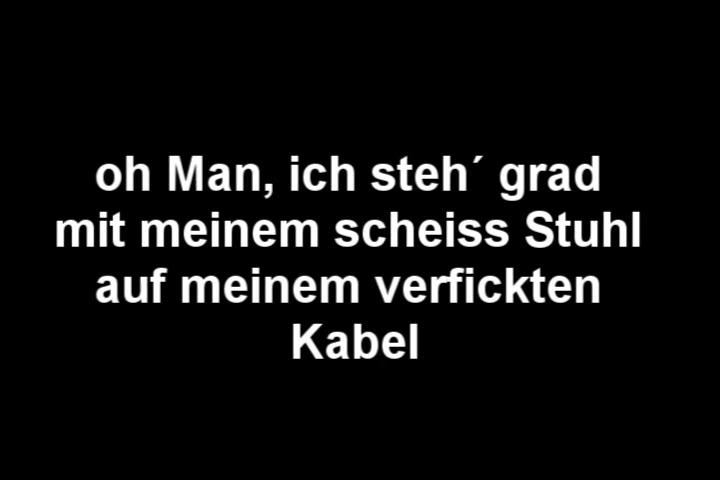 oh Man, ich steh´ grad
mit meinem scheiss Stuhl
auf meinem verfickten
Kabel